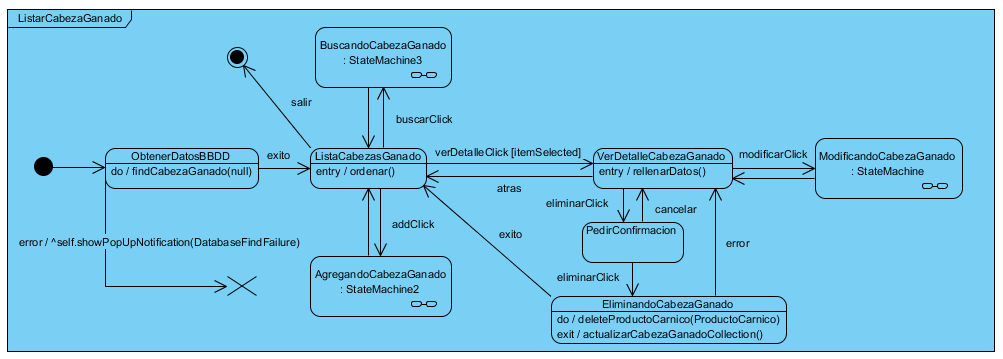 ListarCabezaGanado
BuscandoCabezaGanado
: StateMachine3
salir
buscarClick
ObtenerDatosBBDD
do / findCabezaGanado(null)
exito
ListaCabezasGanado
entry / ordenar()
verDetalleClick [itemSelected]
atras
VerDetalleCabezaGanado
entry / rellenarDatos()
modificarClick
ModificandoCabezaGanado
: StateMachine
eliminarClick
cancelar
addClick
exito
PedirConfirmacion
error
error / ^self.showPopUpNotification(DatabaseFindFailure)
eliminarClick
AgregandoCabezaGanado
: StateMachine2
EliminandoCabezaGanado
do / deleteProductoCarnico(ProductoCarnico)
exit / actualizarCabezaGanadoCollection()